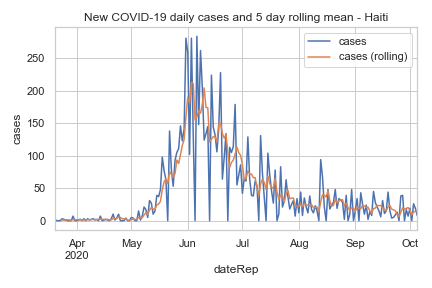 New COVID-19 daily cases and 5 day rolling mean - Haiti
cases
cases (rolling)
cases
250
200
150
100
50
0
Apr May Jun Jul Aug Sep Oct
2020
dateRep